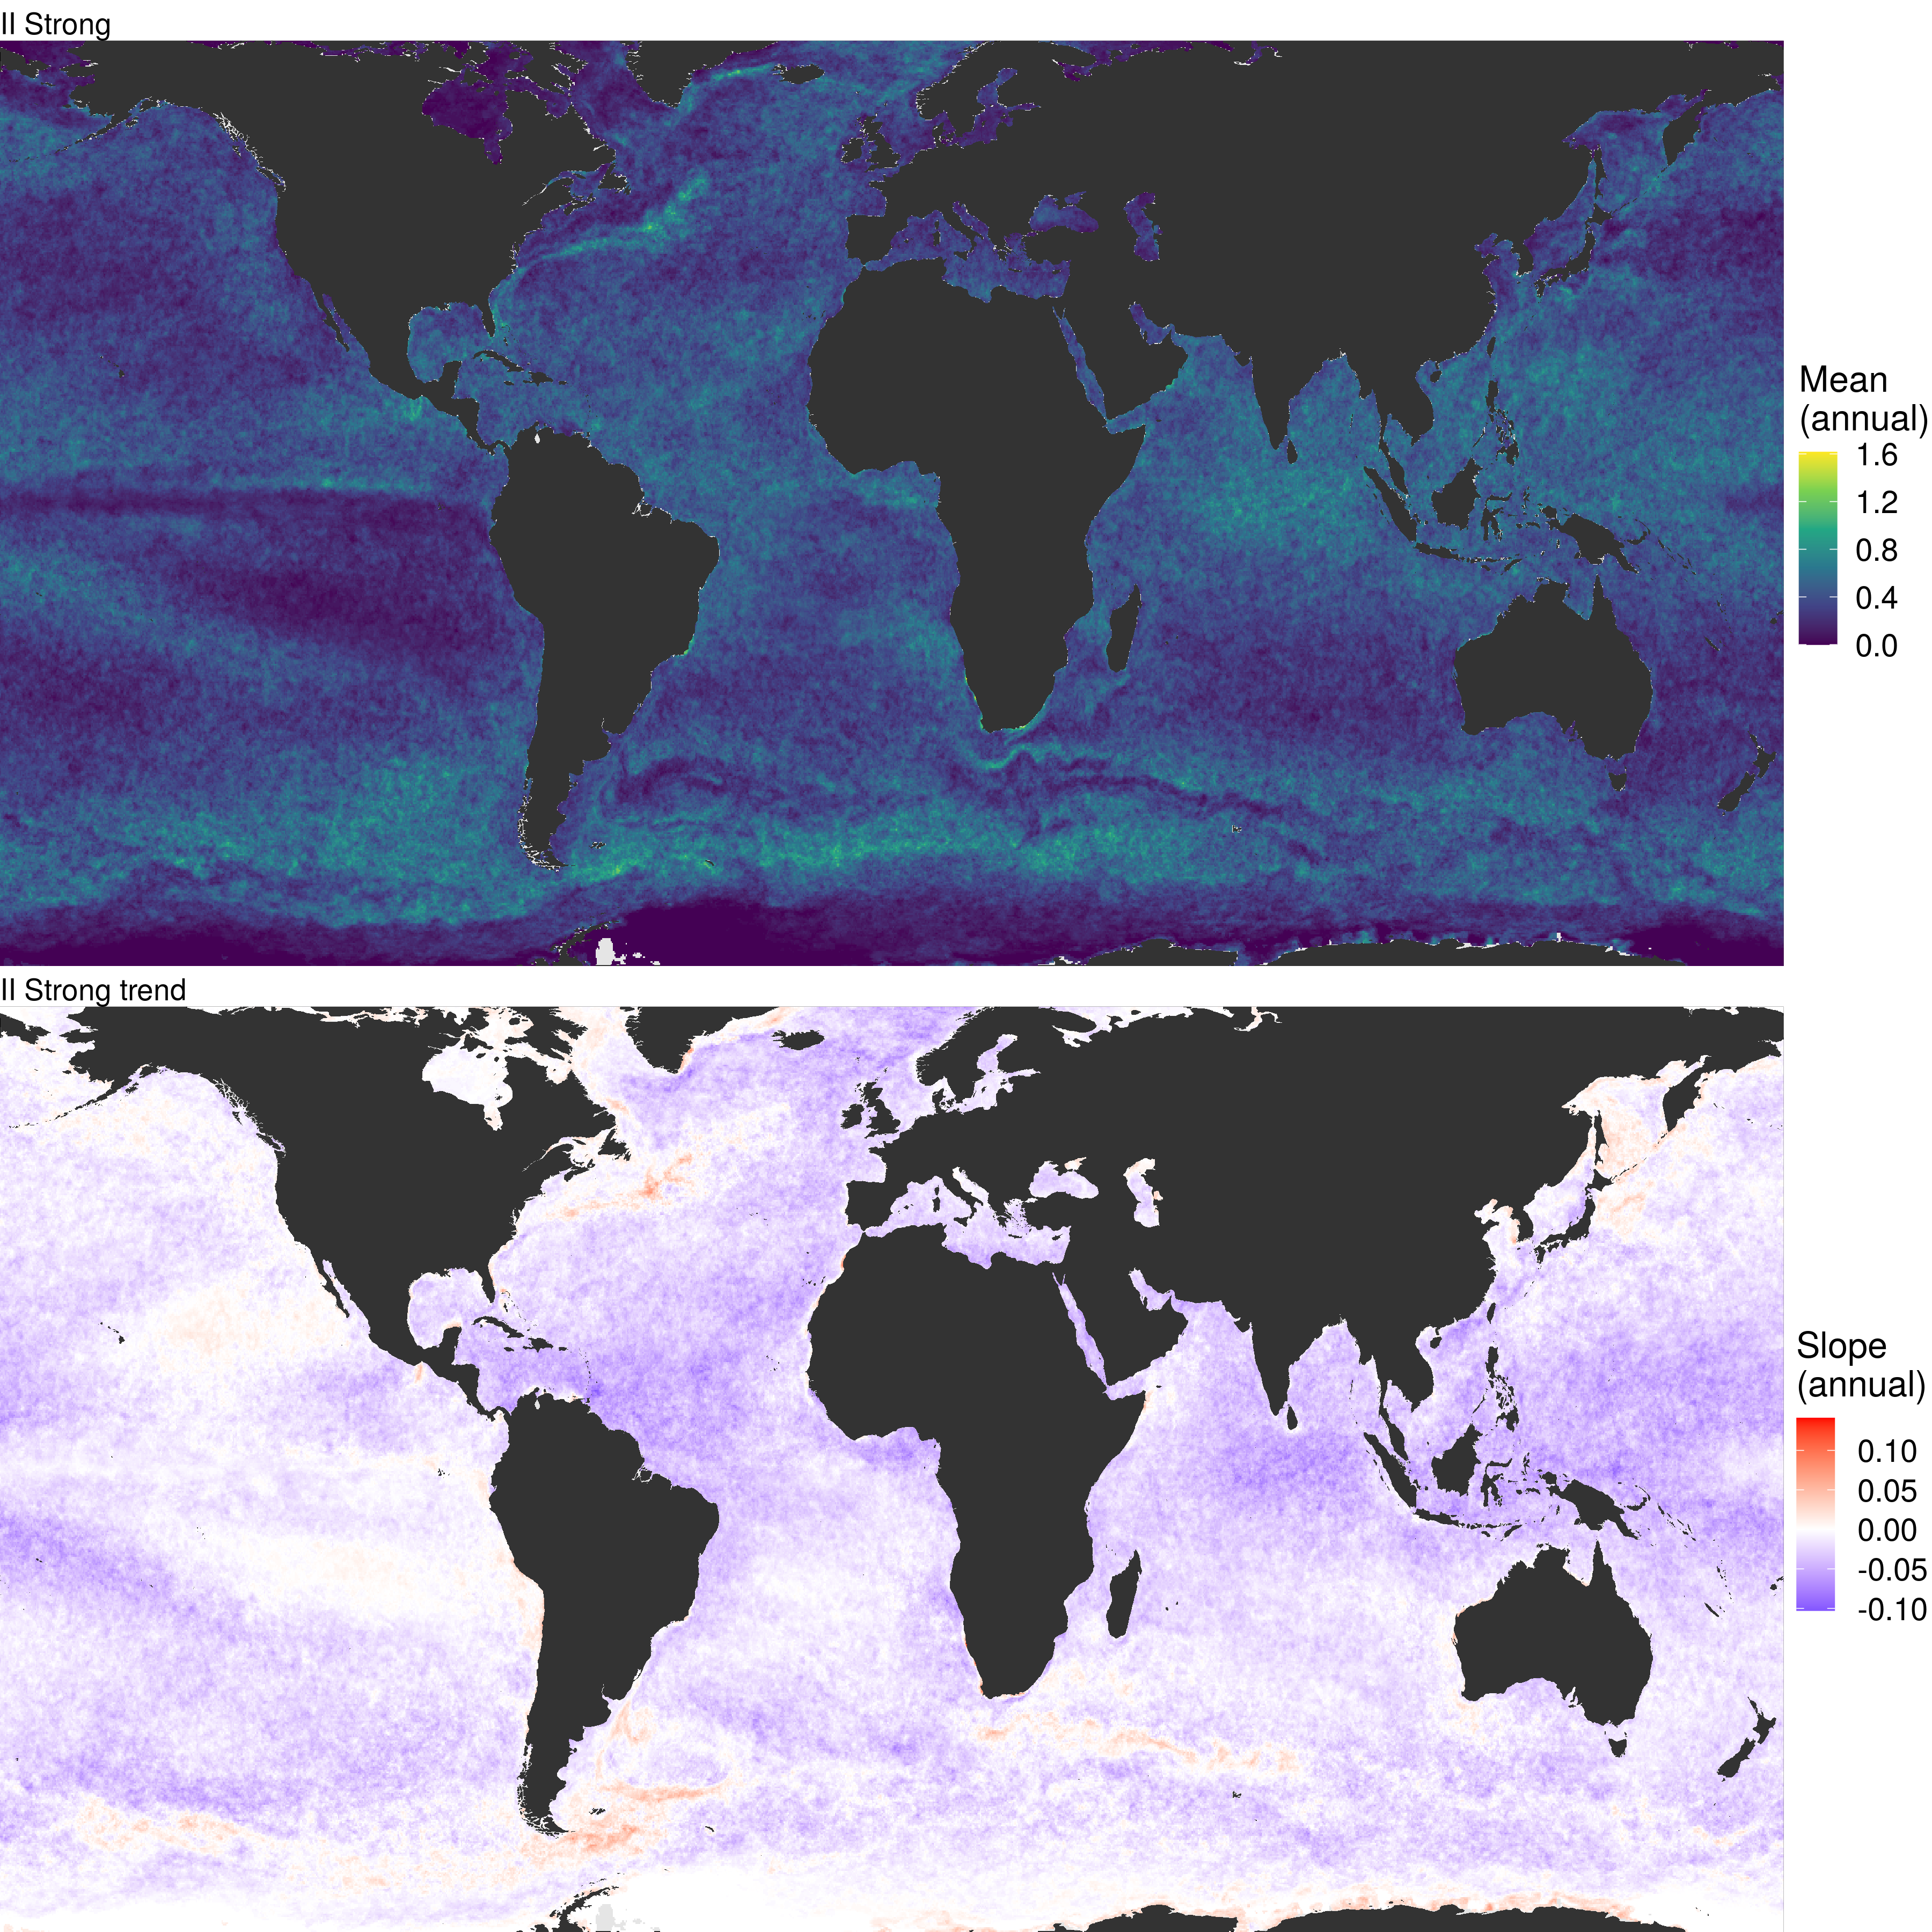 II Strong
Mean
(annual)
1.6
1.2
0.8
0.4
0.0
II Strong trend
Slope
(annual)
0.10
0.05
0.00
-0.05
-0.10